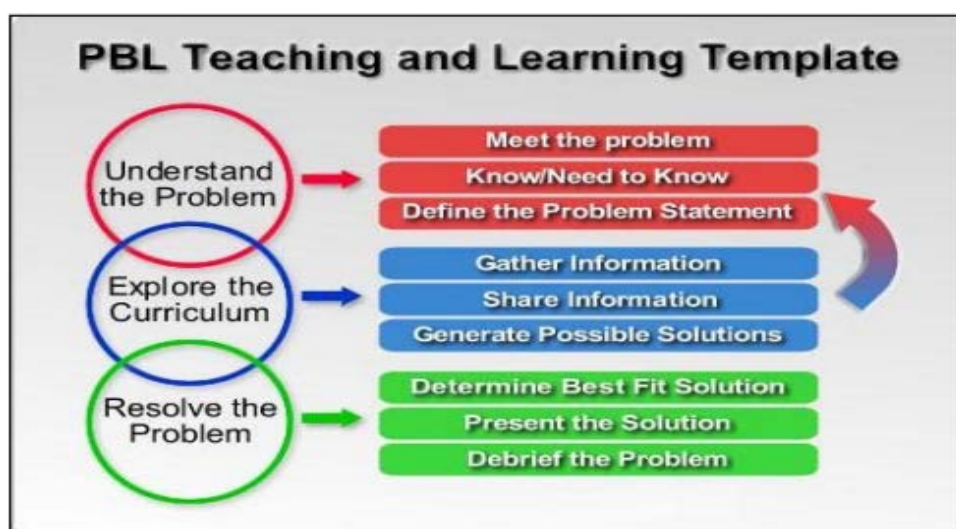 PBL Teaching and Learning Template
Understand
the Problem
Meet the problem
Know/Need to Know
Define the Problem Statement
Explore the
Curriculum
Gather Information
Share Information
Generate Possible Solutions
Resolve the
Problem
Determine Best Fit Solution
Present the Solution
Debrief the Problem